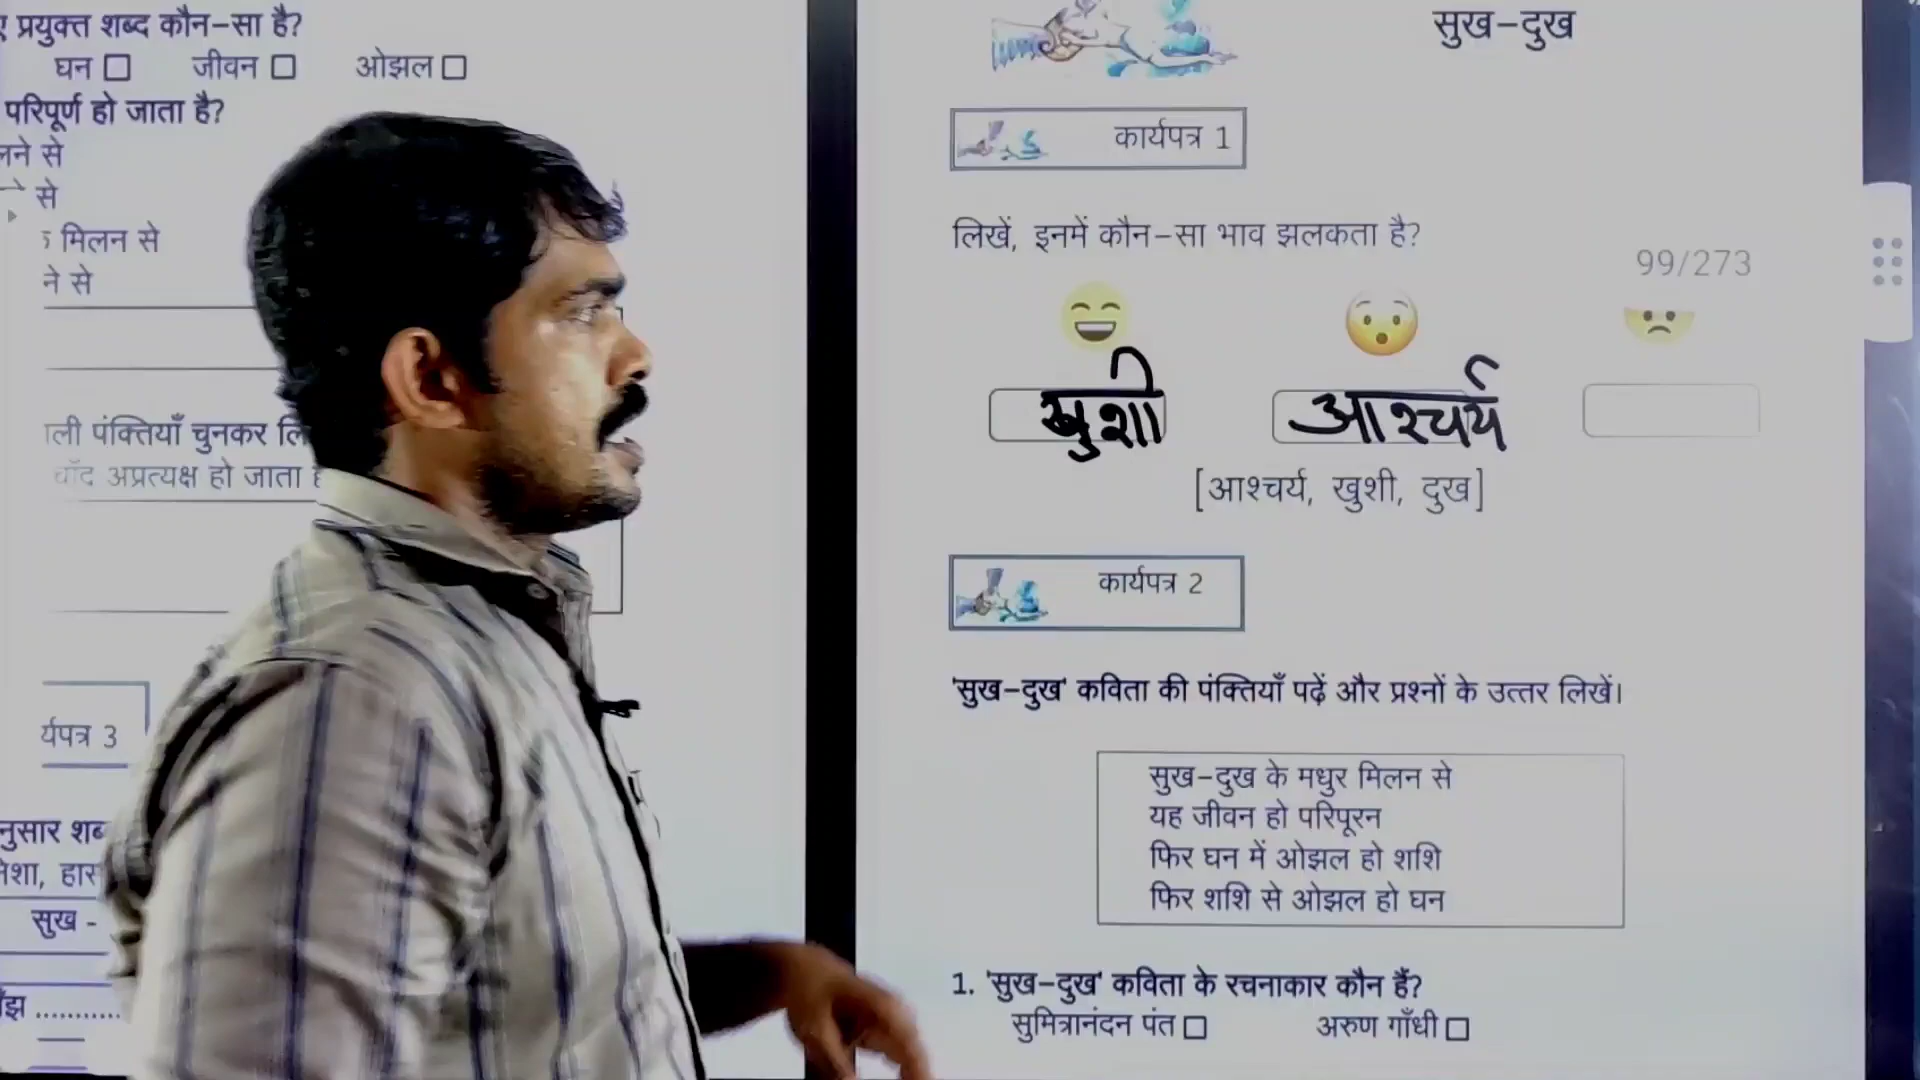 प्रयुक्त शब्द कौन-सा है?
घन जीवन ओझल
परिपूर्ण हो जाता है?
से
से
मिलन से
ने से
पंक्तियाँ चुनकर
चाँद अप्रत्यक्ष हो जाता
3
सुख -
सुख-दुख
कार्यपत्र 1
लिखें, इनमें कौन-सा भाव झलकता है?
99/273
खुशी आश्चर्य
[आश्चर्य, खुशी, दुख]
कार्यपत्र 2
'सुख-दुख' कविता की पंक्तियाँ पढ़ें और प्रश्नों के उत्तर लिखें।
सुख-दुख के मधुर मिलन से
यह जीवन हो परिपूरन
फिर घन में ओझल हो शशि
फिर शशि से ओझल हो घन
1. 'सुख-दुख' कविता के रचनाकार कौन हैं?
सुमित्रानंदन पंत अरुण गाँधी